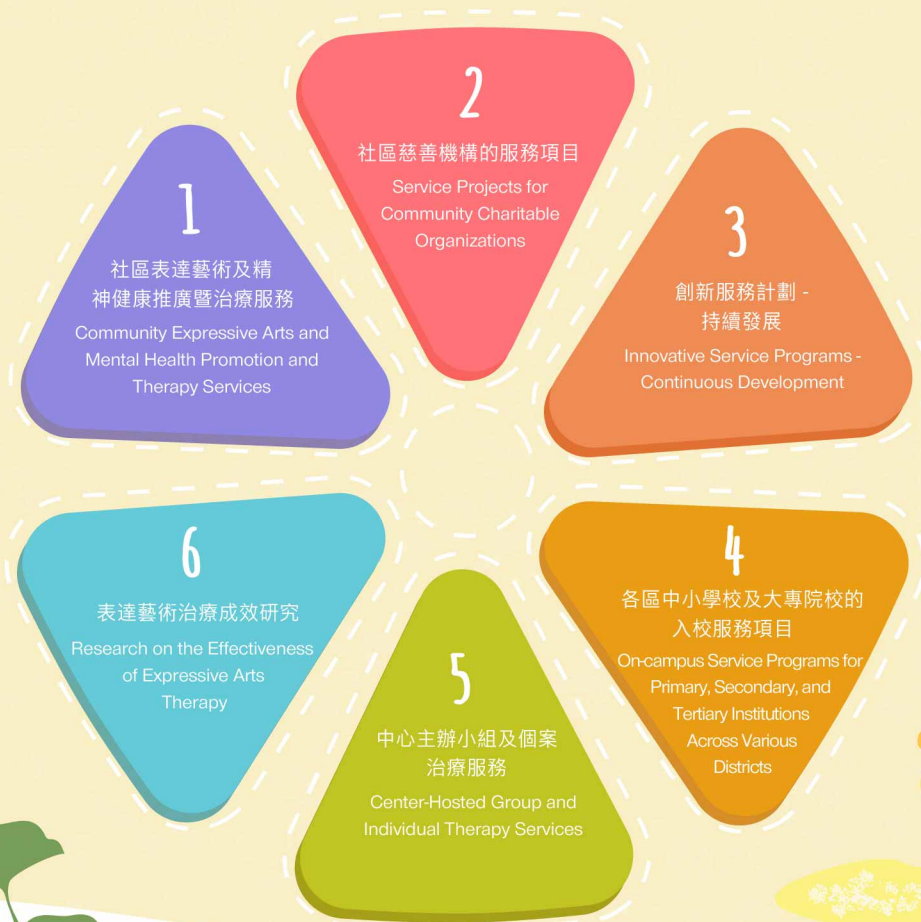 1
社區表達藝術及精
神健康推廣暨治療服務
Community Expressive Arts and
Mental Health Promotion and
Therapy Services
2
社區慈善機構的服務項目
Service Projects for
Community Charitable
Organizations
3
創新服務計劃 -
持續發展
Innovative Service Programs -
Continuous Development
4
各區中小學校及大專院校的
入校服務項目
On-campus Service Programs for
Primary, Secondary, and
Tertiary Institutions
Across Various
Districts
5
中心主辦小組及個案
治療服務
Center-Hosted Group and
Individual Therapy Services
6
表達藝術治療成效研究
Research on the Effectiveness
of Expressive Arts
Therapy